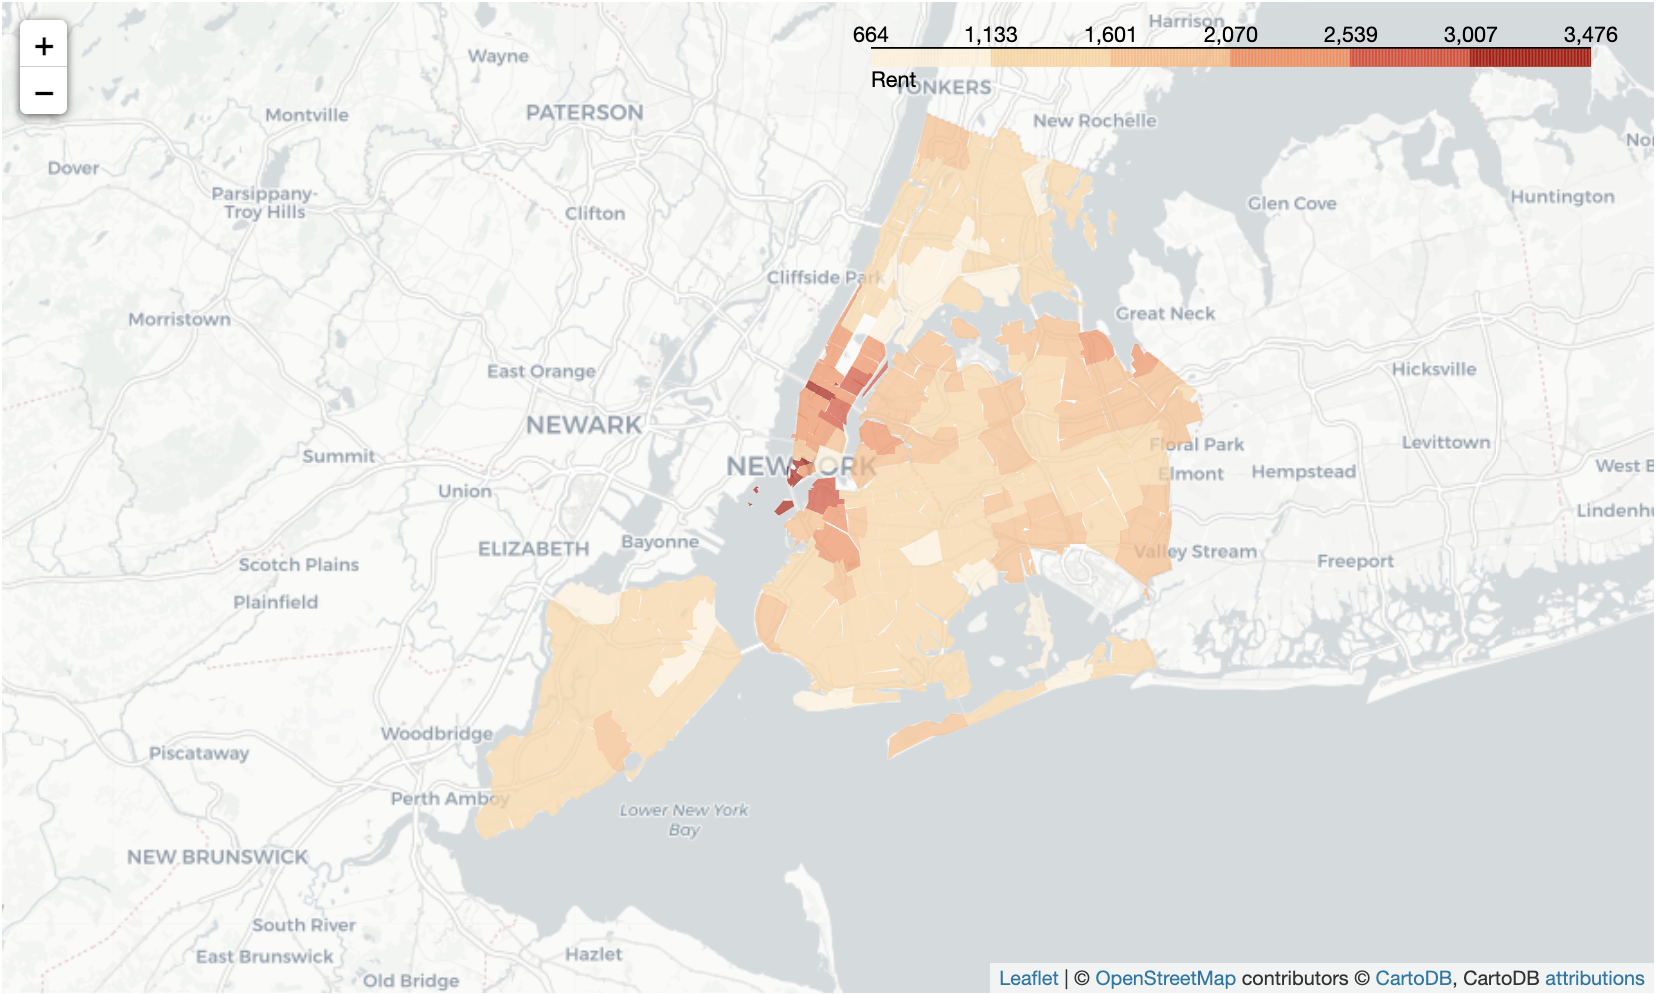 +
−
664 1,133 1,601 2,070 2,539 3,007 3,476
Rent
Harrison
Wayne
YONKERS
PATERSON
Montville
New Rochelle
Dover
Parsippany-
Troy Hills
Clifton
Glen Cove
Huntington
Cliffside Park
Morristown
Great Neck
East Orange
Hicksville
NEWARK
Floral Park
Levittown
Summit
NEW YORK
Elmont
Hempstead
West B
Union
Lindenhu
Bayonne
ELIZABETH
Valley Stream
Freeport
Scotch Plains
Plainfield
Woodbridge
Piscataway
Perth Amboy
Lower New York
Bay
NEW BRUNSWICK
South River
East Brunswick
Hazlet
Old Bridge
Leaflet | © OpenStreetMap contributors © CartoDB, CartoDB attributions